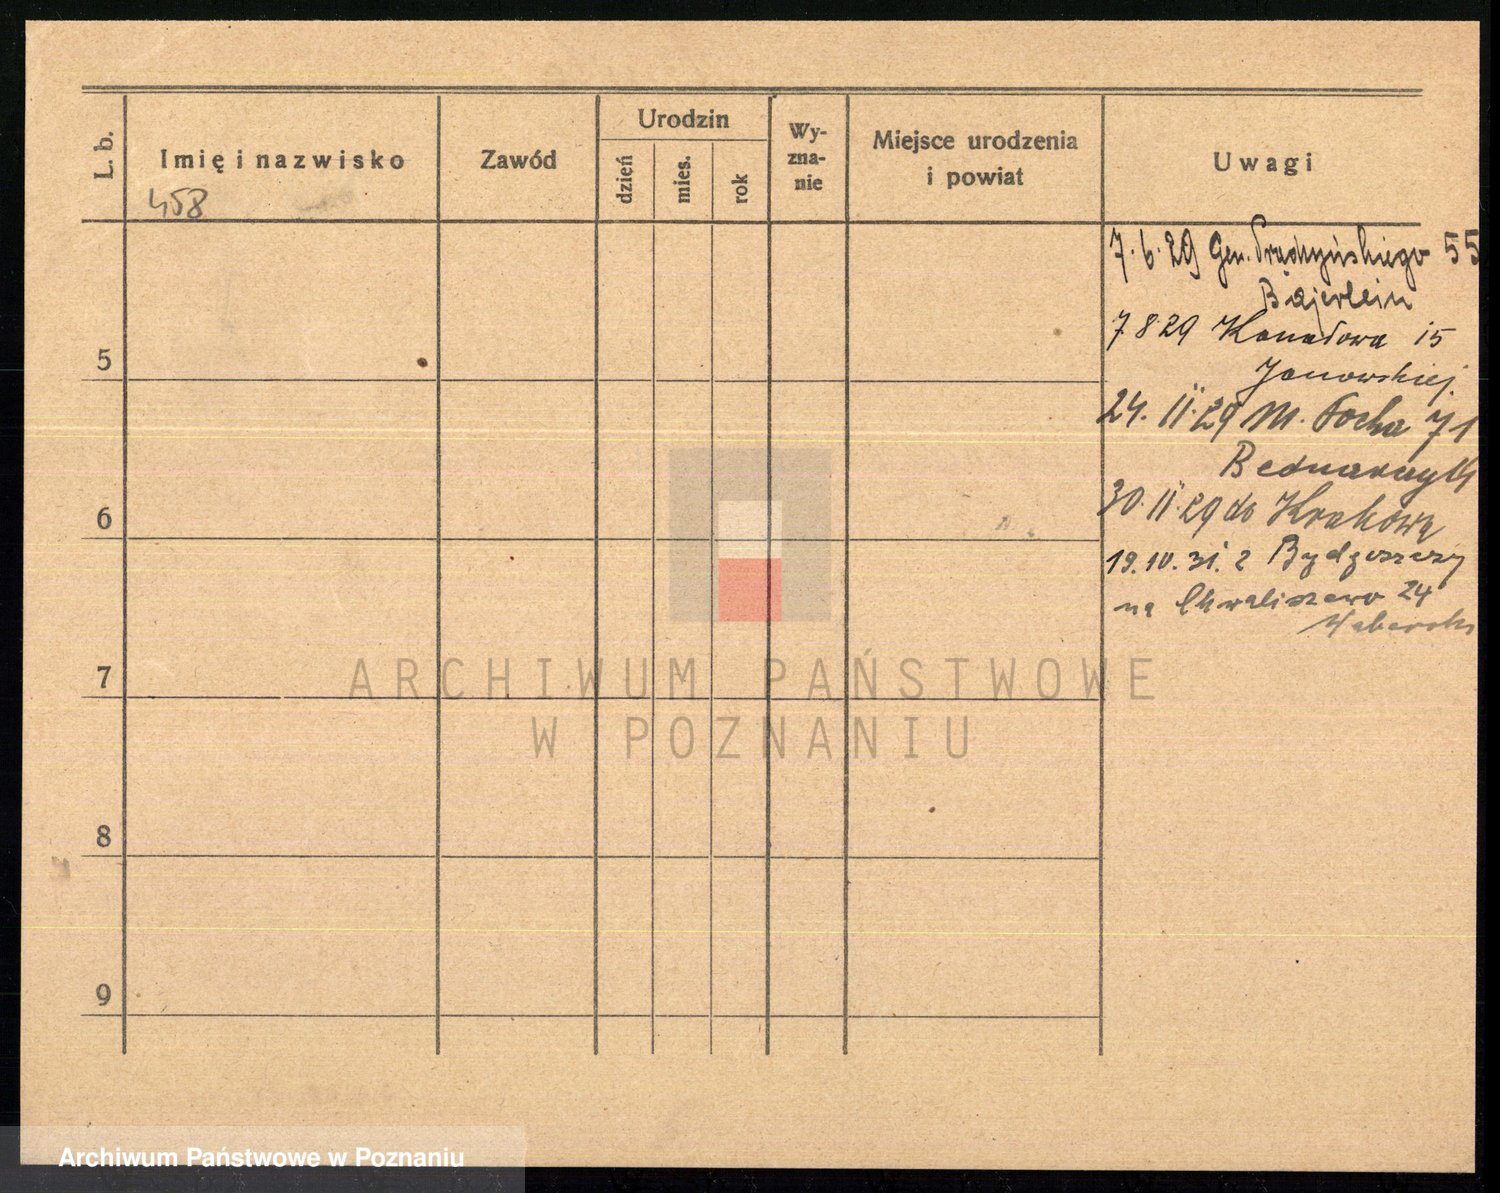 L. b.
Imię i nazwisko
Zawód
Urodzin
dzień
mies.
rok
Wy-
zna-
nie
Miejsce urodzenia
i powiat
Uwagi
458
7.6.29 Gen. Prądzyńskiego 55
Bajerlein
7 8 29 Kanałowa 15
Janowskiej
24. 11. 29 M. Focha 71
30. 11. 29 do Krakowa
19.10.31. z Bydgoszczy
na Chwaliszewo 24
5
6
7
8
9
ARCHIWUM PAŃSTWOWE
W POZNANIU
Archiwum Państwowe w Poznaniu